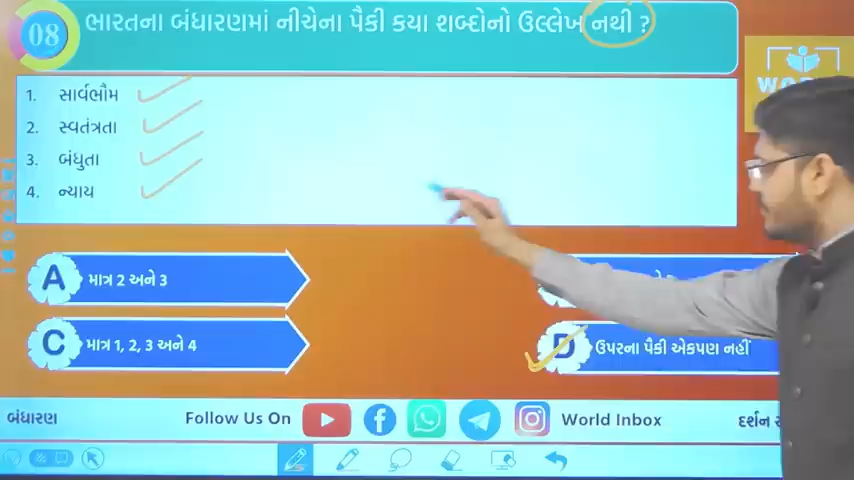 08
ભારતના બંધારણમાં નીચેના પૈકી કયા શબ્દોનો ઉલ્લેખ નથી ?
1. સાર્વભૌમ
2. સ્વતંત્રતા
3. બંધુતા
4. ન્યાય
A માત્ર 2 અને 3
C માત્ર 1, 2, 3 અને 4
D ઉપરના પૈકી એકપણ નહીં
બંધારણ
Follow Us On
World Inbox